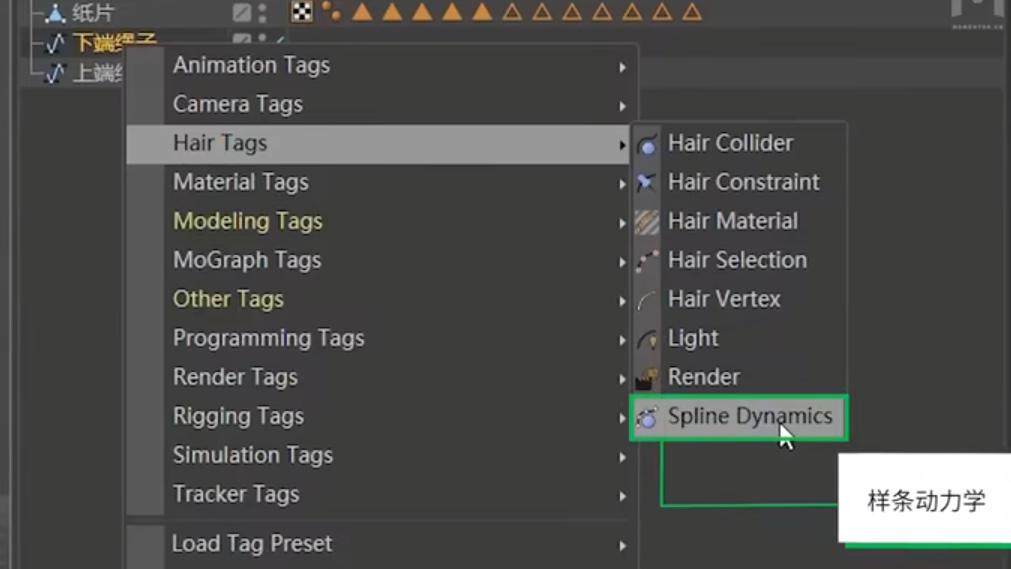 纸片
下端绳子
上端
Animation Tags
Camera Tags
Hair Tags
Material Tags
Modeling Tags
MoGraph Tags
Other Tags
Programming Tags
Render Tags
Rigging Tags
Simulation Tags
Tracker Tags
Load Tag Preset
Hair Collider
Hair Constraint
Hair Material
Hair Selection
Hair Vertex
Light
Render
Spline Dynamics
样条动力学